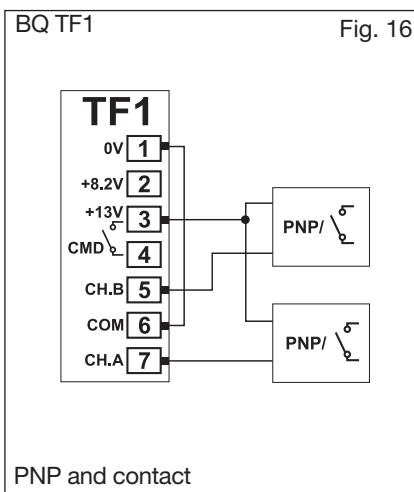 BQ TF1 Fig. 16
TF1
0V 1
+8.2V 2
+13V 3
CMD 4
CH.B 5
COM 6
CH.A 7
PNP/
PNP/
PNP and contact